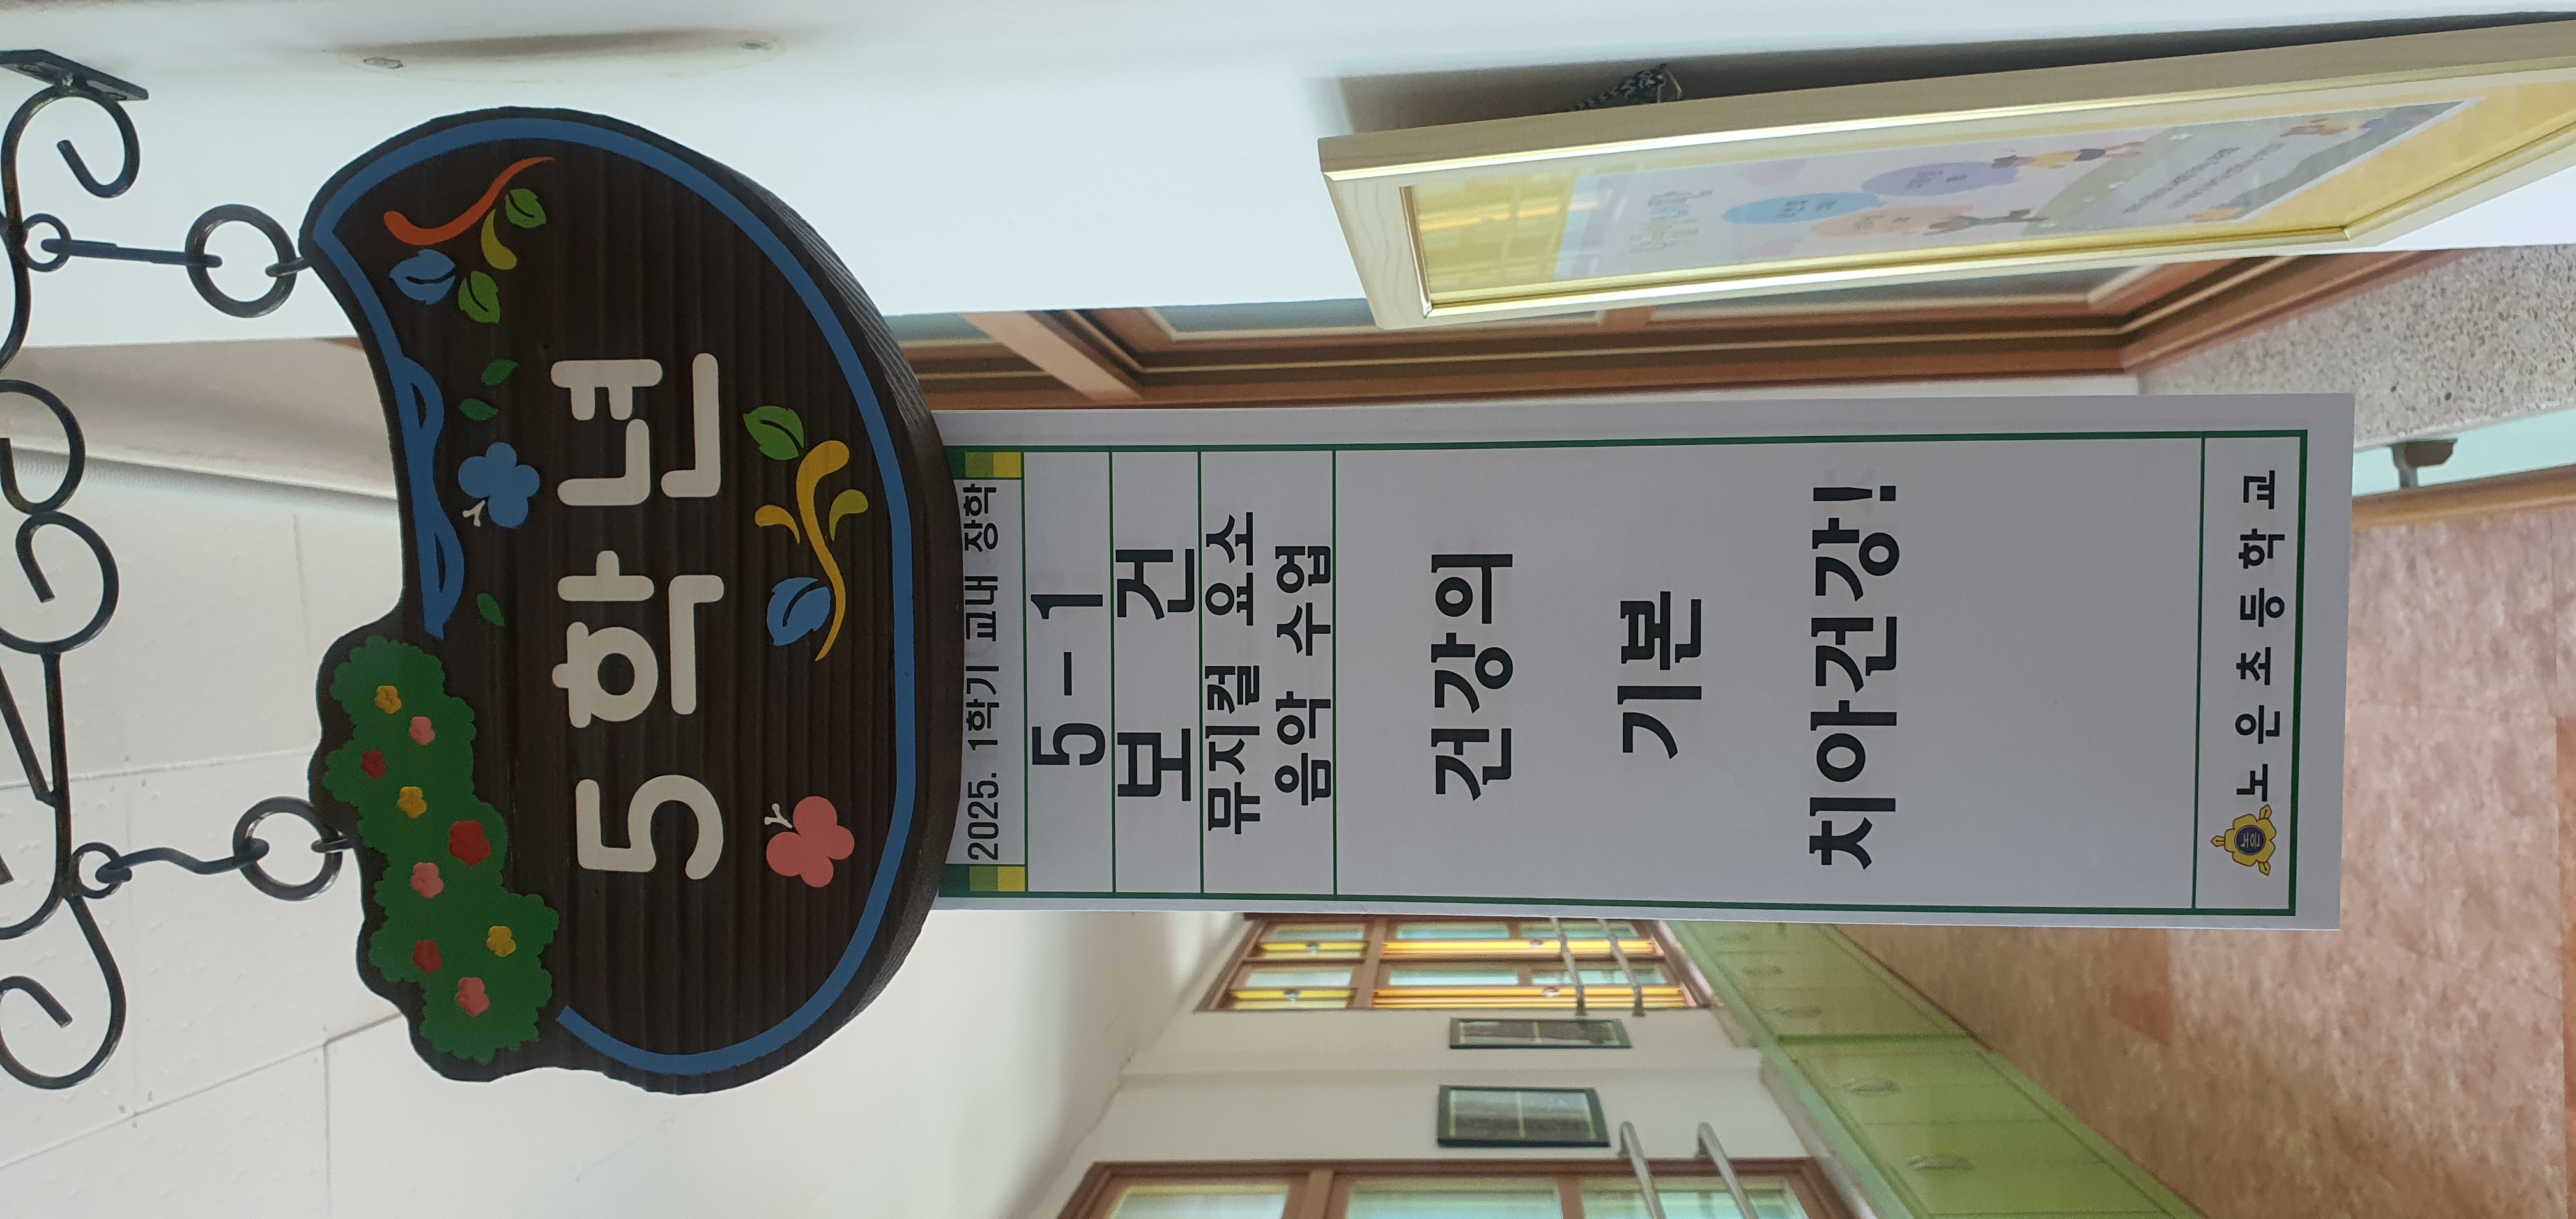 5학년
2025. 1학기 교내 장학
5-1
보 건
뮤지컬 요소
음악 수업
건강의
기본
치아건강!
노은초등학교